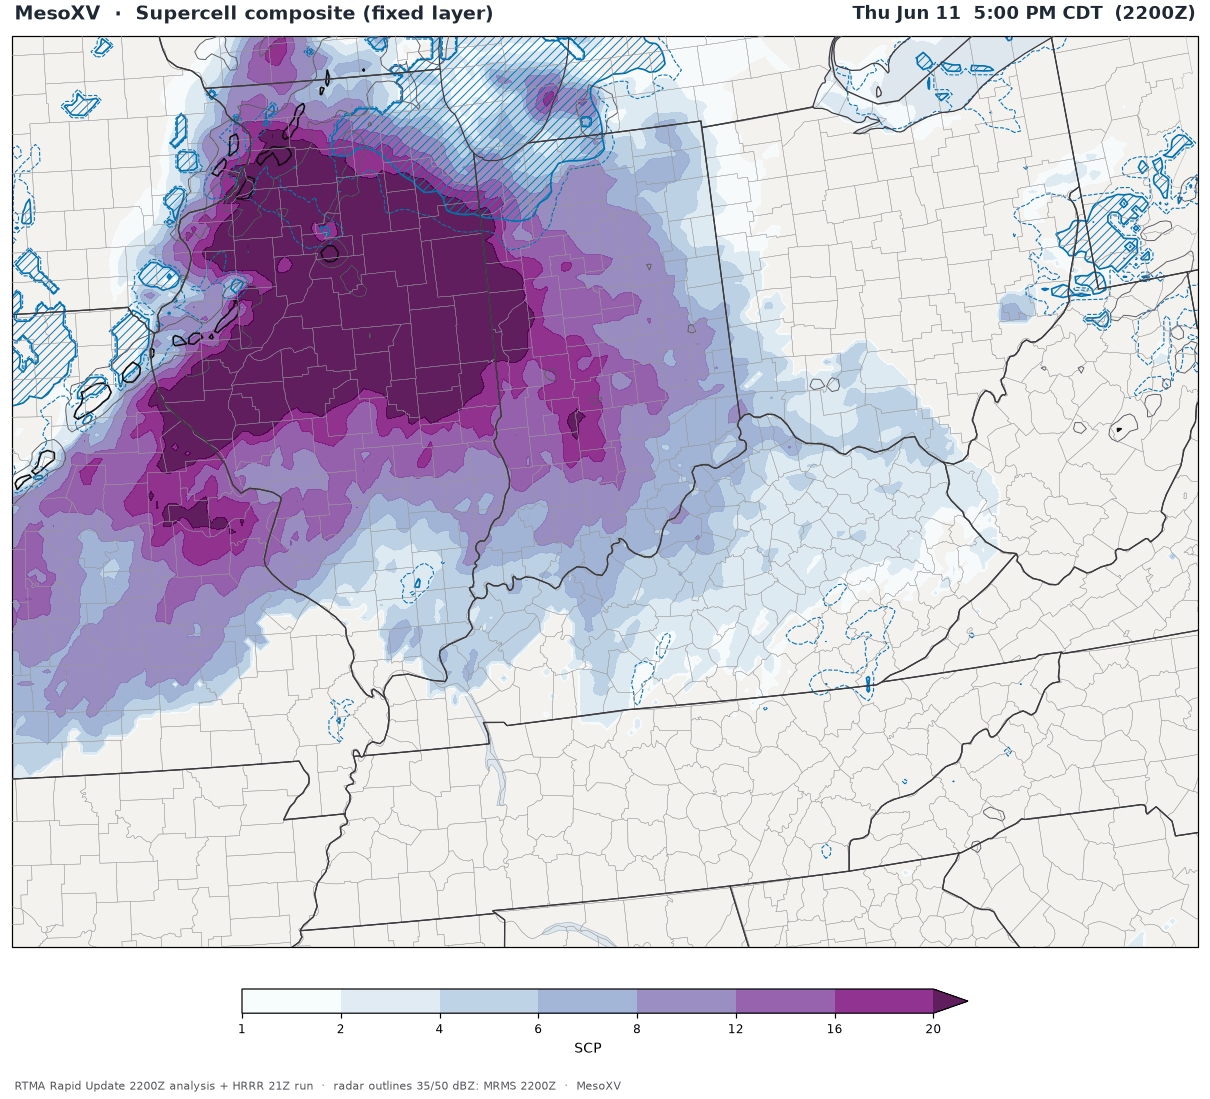 MesoXV · Supercell composite (fixed layer)
Thu Jun 11 5:00 PM CDT (2200Z)
1 2 4 6 8 12 16 20
SCP
RTMA Rapid Update 2200Z analysis + HRRR 21Z run · radar outlines 35/50 dBZ: MRMS 2200Z · MesoXV